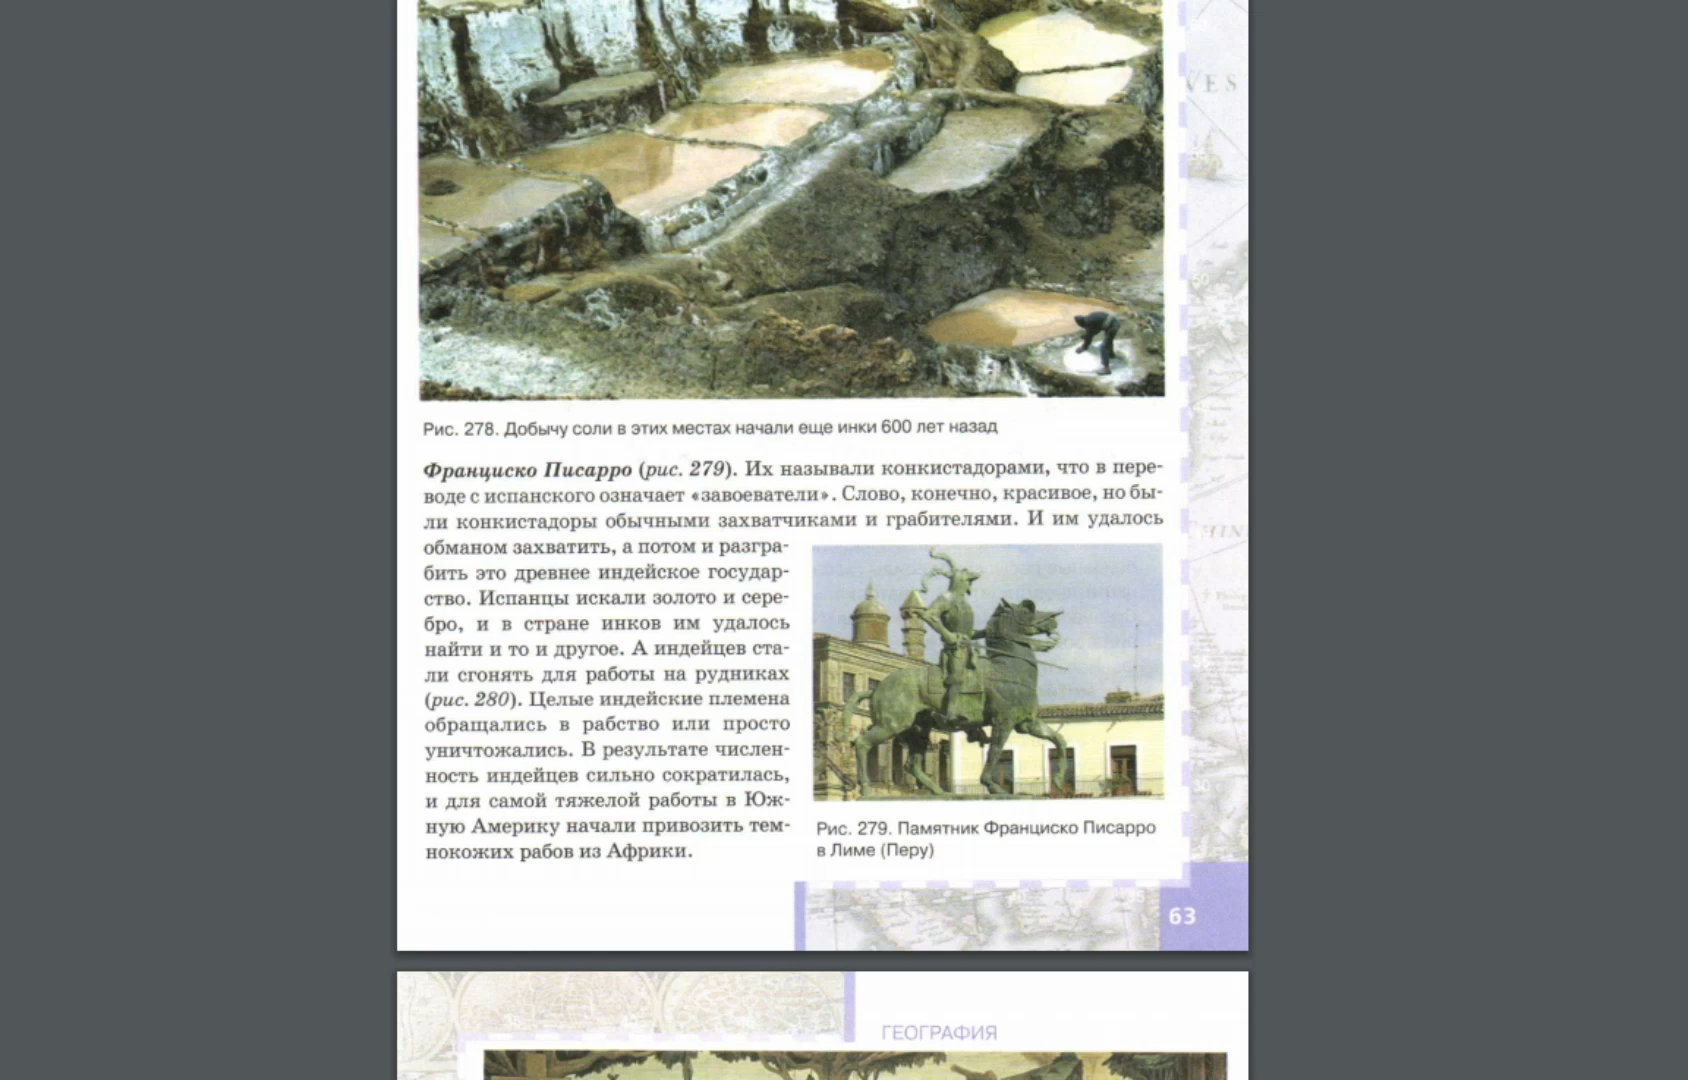 VES
Рис. 278. Добычу соли в этих местах начали еще инки 600 лет назад
Франциско Писарро (рис. 279). Их называли конкистадорами, что в пере-
воде с испанского означает «завоеватели». Слово, конечно, красивое, но бы-
ли конкистадоры обычными захватчиками и грабителями. И им удалось
обманом захватить, а потом и разгра-
бить это древнее индейское государ-
ство. Испанцы искали золото и сере-
бро, и в стране инков им удалось
найти и то и другое. А индейцев ста-
ли сгонять для работы на рудниках
(рис. 280). Целые индейские племена
обращались в рабство или просто
уничтожались. В результате числен-
ность индейцев сильно сократилась,
и для самой тяжелой работы в Юж-
ную Америку начали привозить тем-
нокожих рабов из Африки.
Рис. 279. Памятник Франциско Писарро
в Лиме (Перу)
63
ГЕОГРАФИЯ